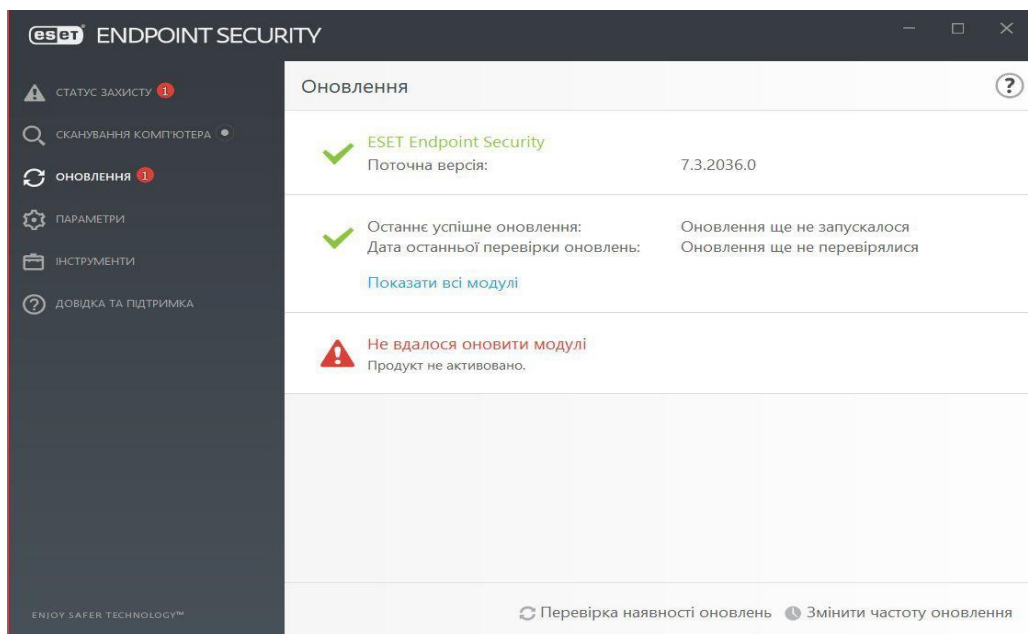 eset ENDPOINT SECURITY
СТАТУС ЗАХИСТУ 1
СКАНУВАННЯ КОМП'ЮТЕРА
ОНОВЛЕННЯ 1
ПАРАМЕТРИ
ІНСТРУМЕНТИ
ДОВІДКА ТА ПІДТРИМКА
ENJOY SAFER TECHNOLOGY™
Оновлення ?
ESET Endpoint Security
Поточна версія: 7.3.2036.0
Останнє успішне оновлення: Оновлення ще не запускалося
Дата останньої перевірки оновлень: Оновлення ще не перевірялися
Показати всі модулі
Не вдалося оновити модулі
Продукт не активовано.
Перевірка наявності оновлень Змінити частоту оновлення